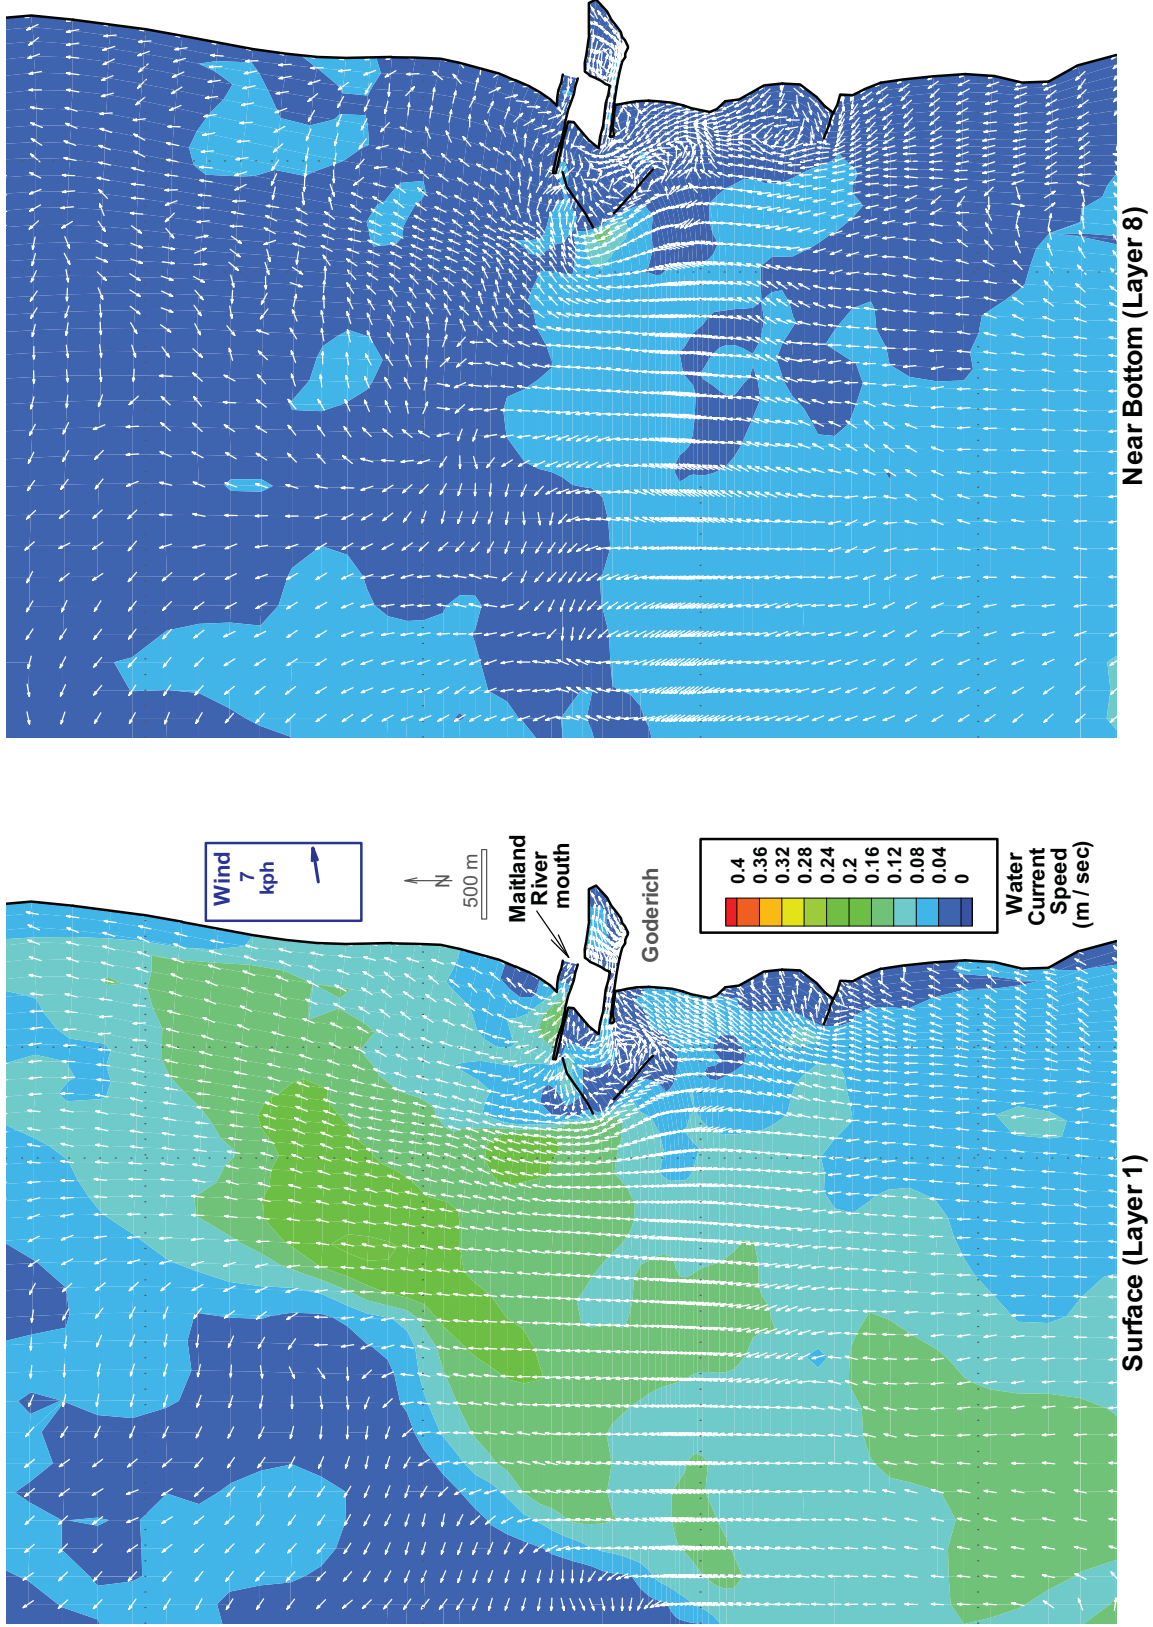 Wind
7
kph
N
500 m
Maitland
River
mouth
Goderich
0.4
0.36
0.32
0.28
0.24
0.2
0.16
0.12
0.08
0.04
0
Water
Current
Speed
(m / sec)
Surface (Layer 1)
Near Bottom (Layer 8)